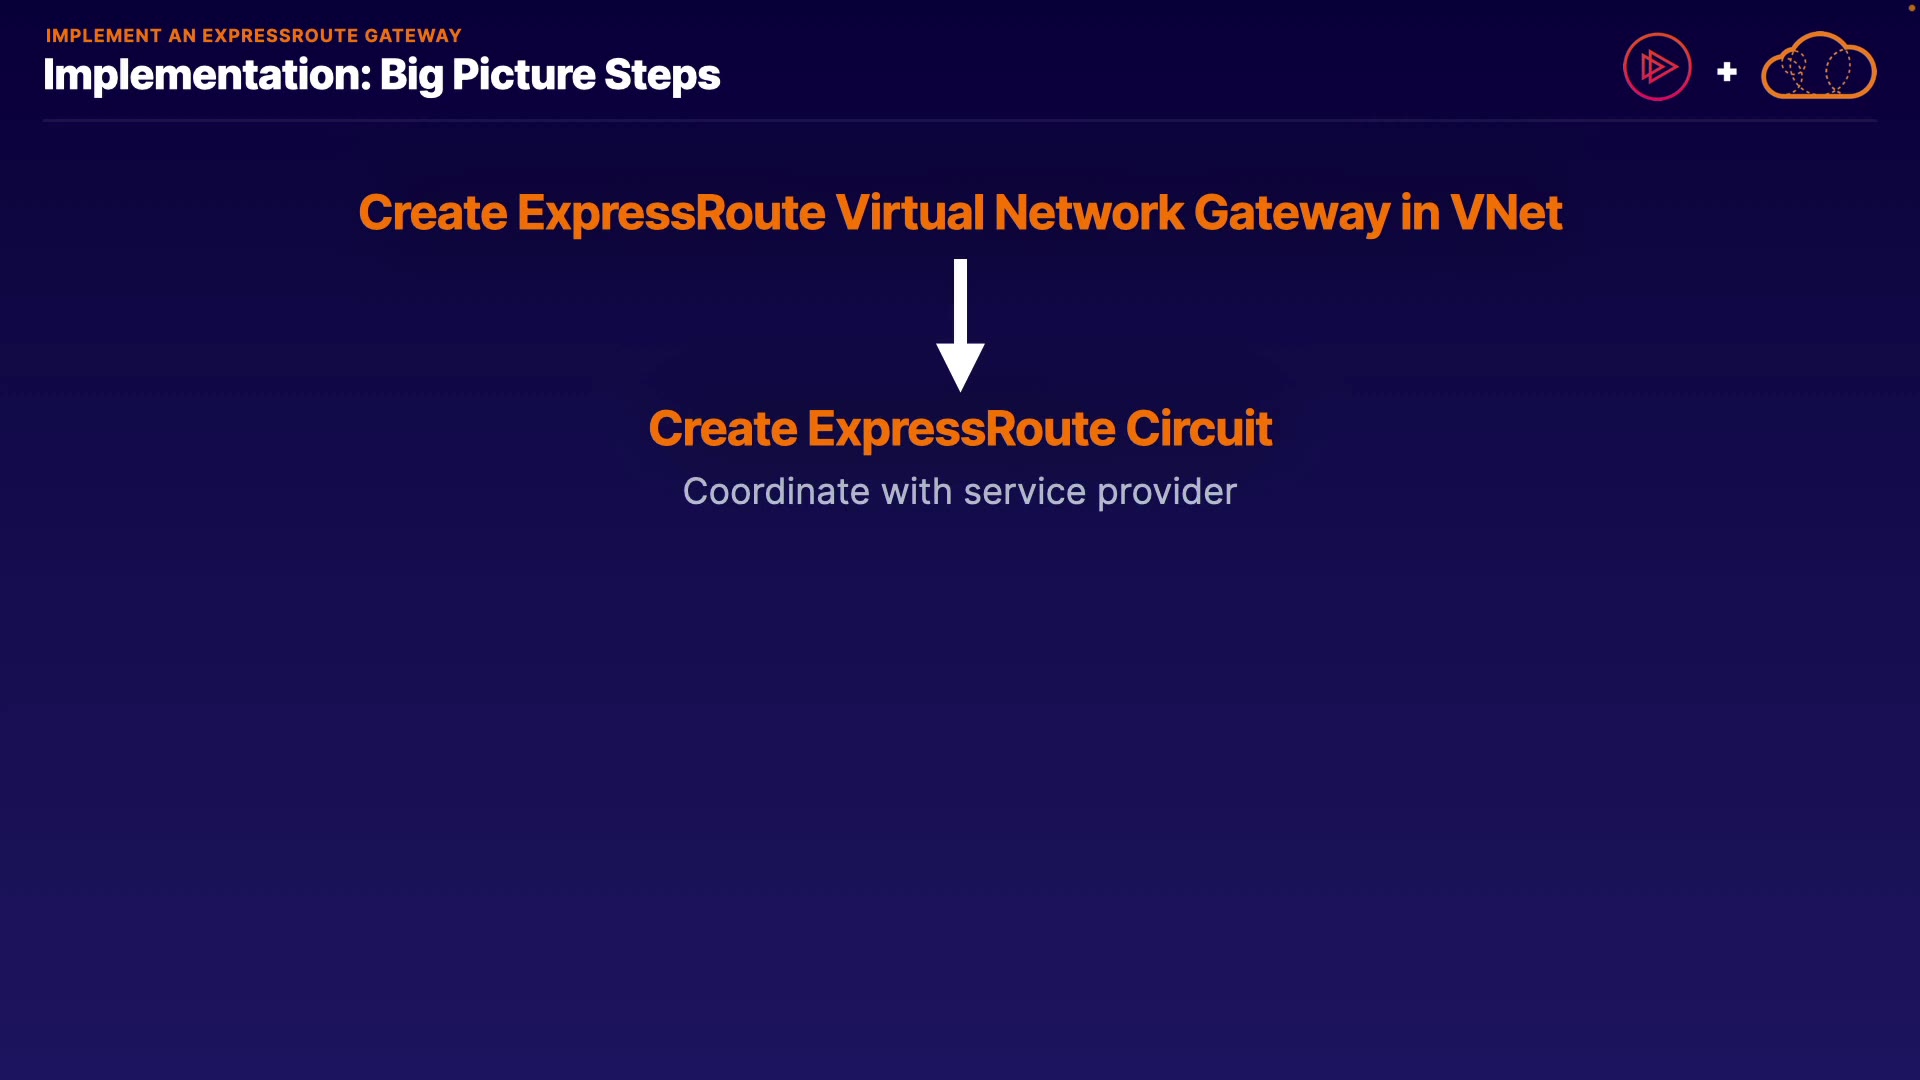 IMPLEMENT AN EXPRESSROUTE GATEWAY
Implementation: Big Picture Steps
Create ExpressRoute Virtual Network Gateway in VNet
Create ExpressRoute Circuit
Coordinate with service provider